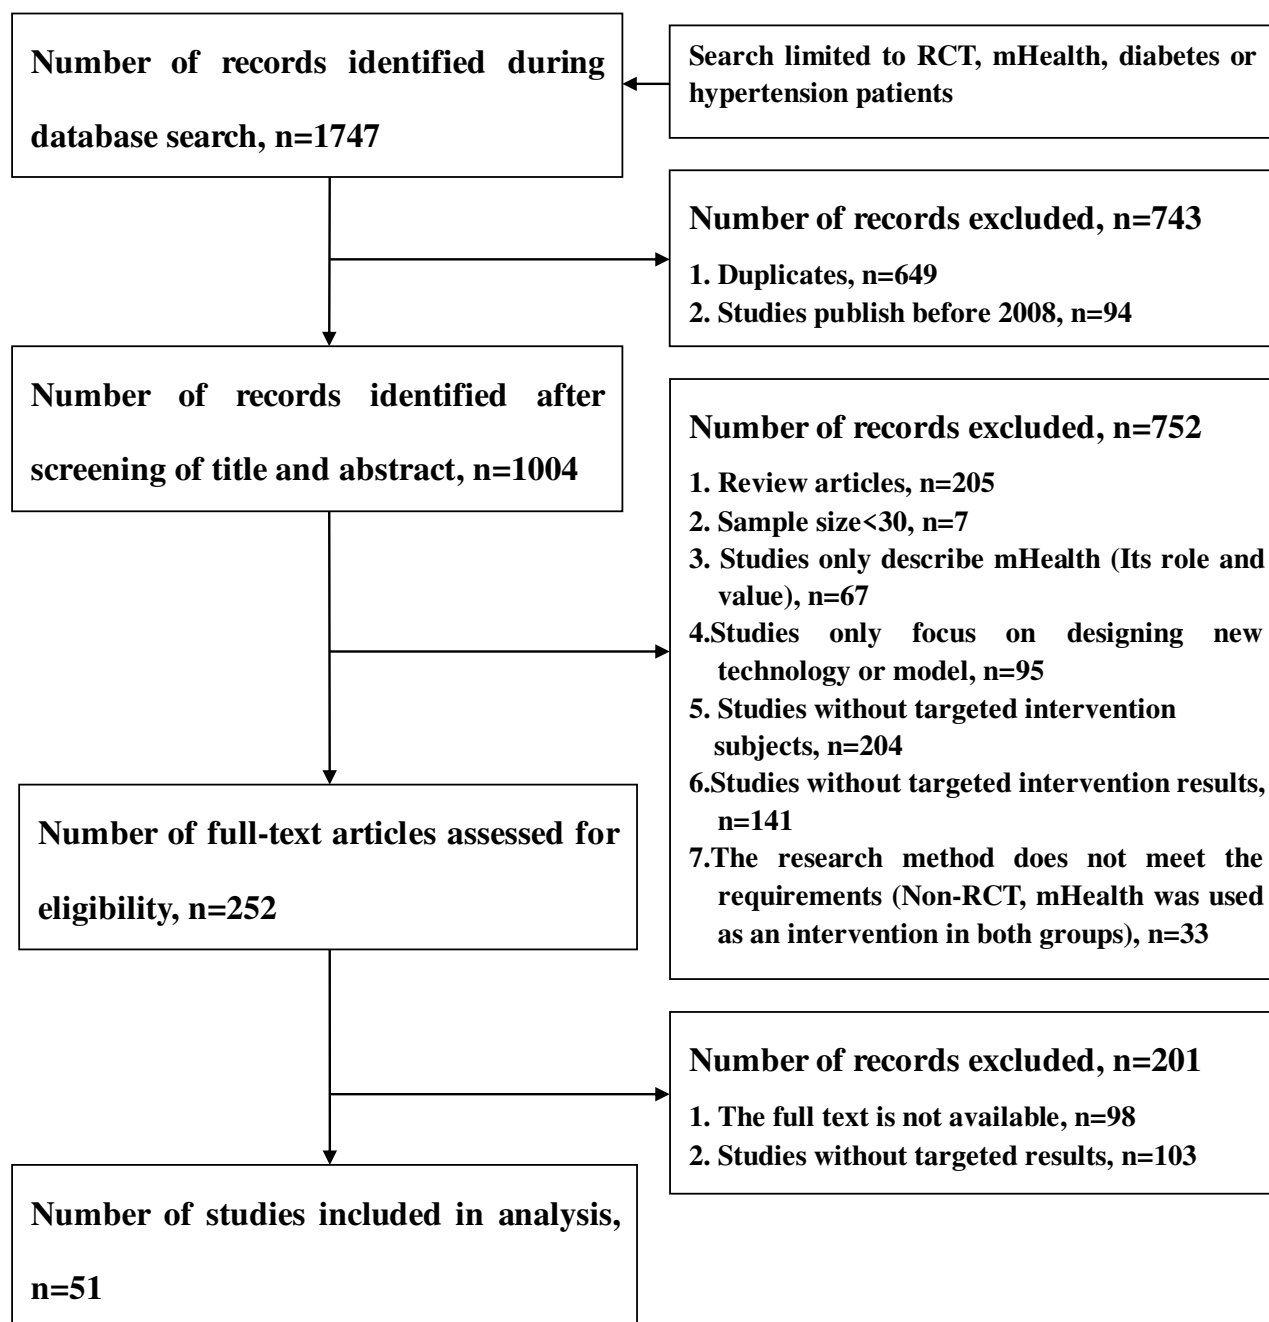 Number of records identified during
database search, n=1747
Search limited to RCT, mHealth, diabetes or
hypertension patients
Number of records excluded, n=743
1. Duplicates, n=649
2. Studies publish before 2008, n=94
Number of records identified after
screening of title and abstract, n=1004
Number of records excluded, n=752
1. Review articles, n=205
2. Sample size<30, n=7
3. Studies only describe mHealth (Its role and
value), n=67
4.Studies only focus on designing new
technology or model, n=95
5. Studies without targeted intervention
subjects, n=204
6.Studies without targeted intervention results,
n=141
7.The research method does not meet the
requirements (Non-RCT, mHealth was used
as an intervention in both groups), n=33
Number of full-text articles assessed for
eligibility, n=252
Number of records excluded, n=201
1. The full text is not available, n=98
2. Studies without targeted results, n=103
Number of studies included in analysis,
n=51